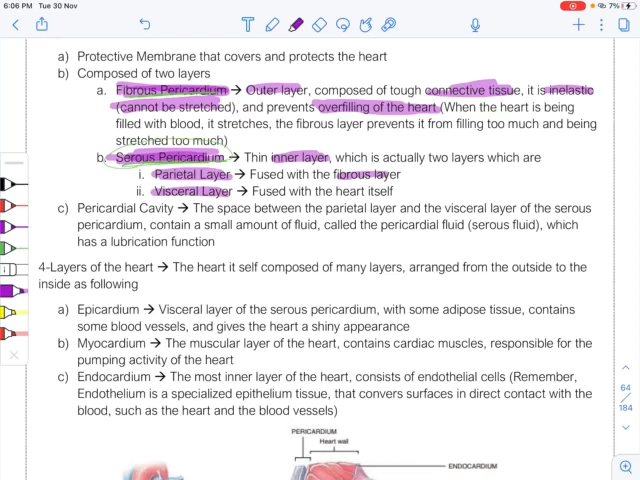 6:06 PM Tue 30 Nov
7%
T
a) Protective Membrane that covers and protects the heart
b) Composed of two layers
a. Fibrous Pericardium → Outer layer, composed of tough connective tissue, it is inelastic
(cannot be stretched), and prevents overfilling of the heart (When the heart is being
filled with blood, it stretches, the fibrous layer prevents it from filling too much and being
stretched too much)
b. Serous Pericardium → Thin inner layer, which is actually two layers which are
i. Parietal Layer → Fused with the fibrous layer
ii. Visceral Layer → Fused with the heart itself
c) Pericardial Cavity → The space between the parietal layer and the visceral layer of the serous
pericardium, contain a small amount of fluid, called the pericardial fluid (serous fluid), which
has a lubrication function
4-Layers of the heart → The heart it self composed of many layers, arranged from the outside to the
inside as following
a) Epicardium → Visceral layer of the serous pericardium, with some adipose tissue, contains
some blood vessels, and gives the heart a shiny appearance
b) Myocardium → The muscular layer of the heart, contains cardiac muscles, responsible for the
pumping activity of the heart
c) Endocardium → The most inner layer of the heart, consists of endothelial cells (Remember,
Endothelium is a specialized epithelium tissue, that convers surfaces in direct contact with the
blood, such as the heart and the blood vessels)
64
/
184
PERICARDIUM
Heart wall
ENDOCARDIUM